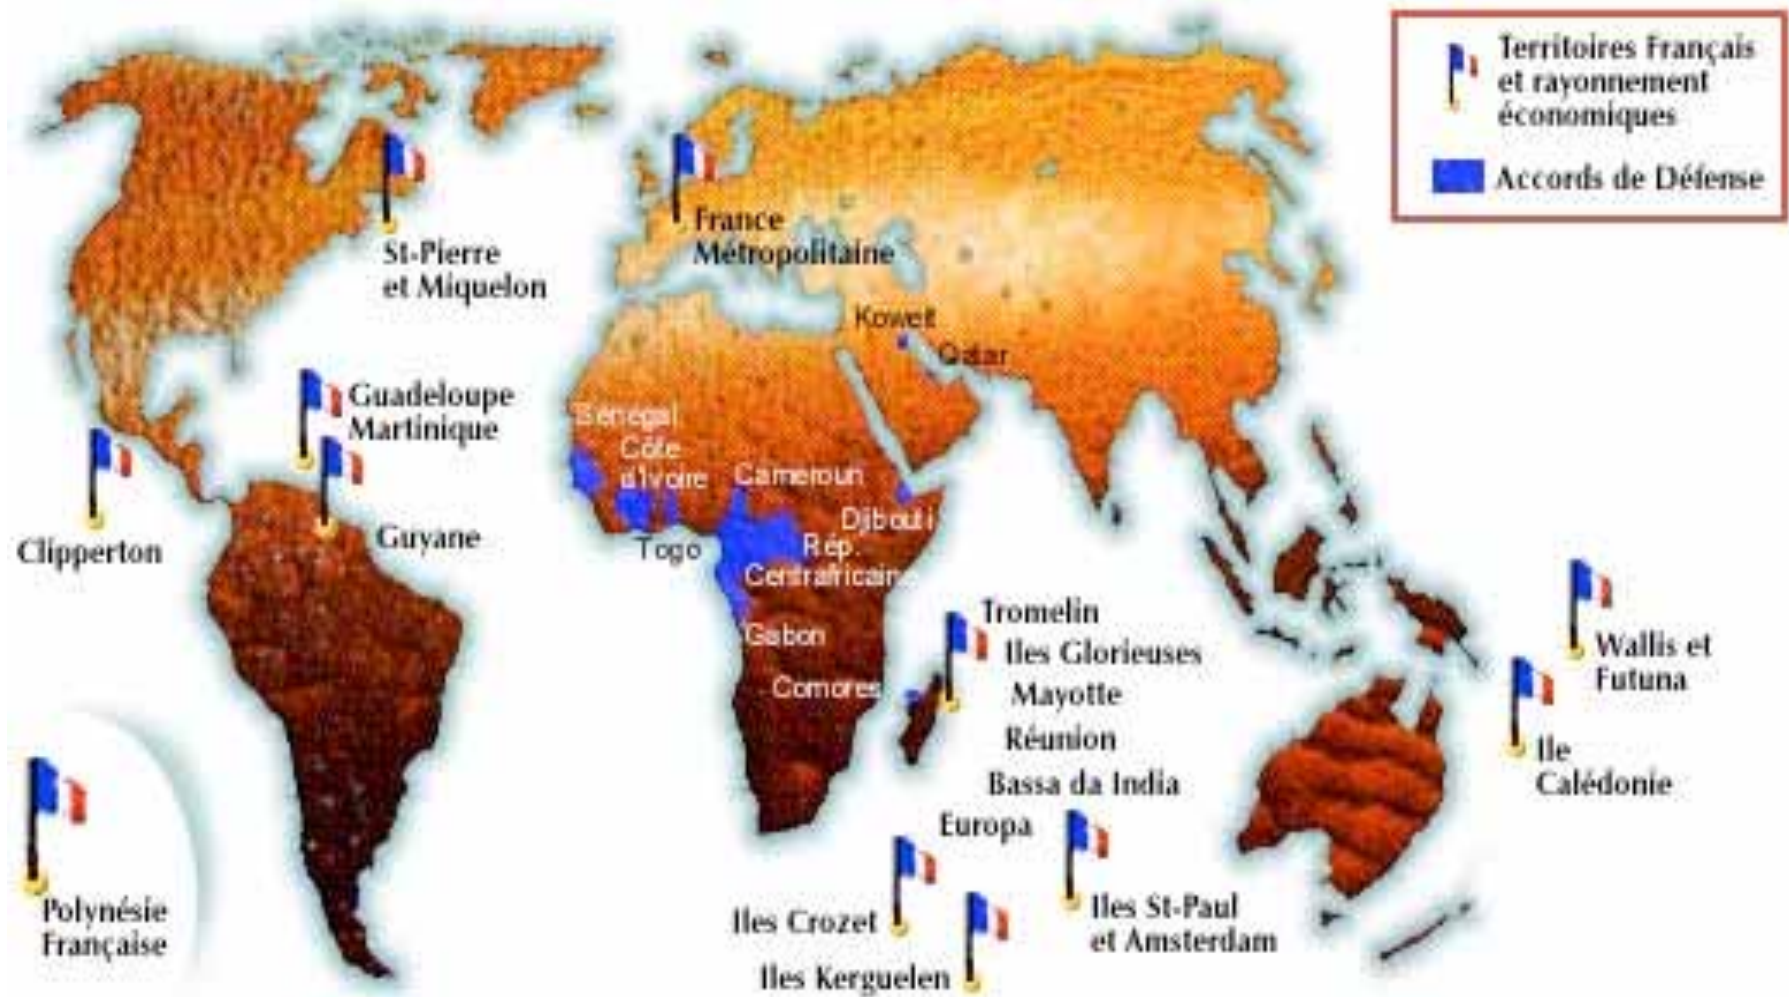 Territoires Français
et rayonnement
économiques
Accords de Défense
St-Pierre
et Miquelon
France
Métropolitaine
Koweit
Qatar
Guadeloupe
Martinique
Clipperton
Guyane
Sénégal
Côte
d'Ivoire
Togo
Cameroun
Djibouti
Rép.
Centrafricaine
Gabon
Comores
Tromelin
Iles Glorieuses
Mayotte
Réunion
Bassa da India
Europa
Wallis et
Futuna
Ile
Calédonie
Polynésie
Française
Iles Crozet
Iles Kerguelen
Iles St-Paul
et Amsterdam